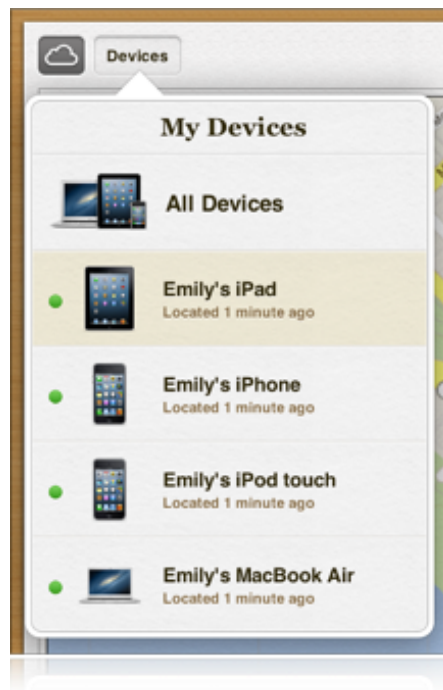 Devices
My Devices
All Devices
Emily's iPad
Located 1 minute ago
Emily's iPhone
Located 1 minute ago
Emily's iPod touch
Located 1 minute ago
Emily's MacBook Air
Located 1 minute ago